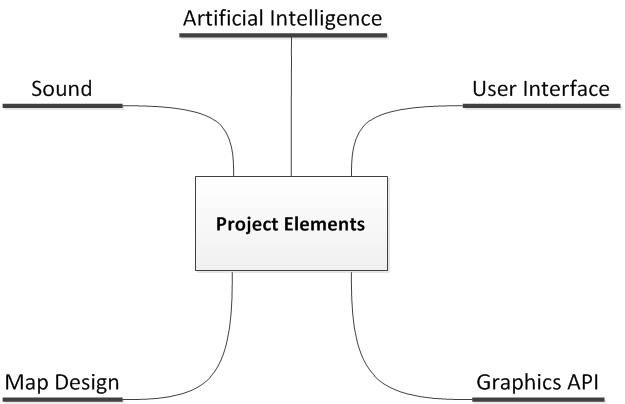 Artificial Intelligence
Sound
User Interface
Project Elements
Map Design
Graphics API